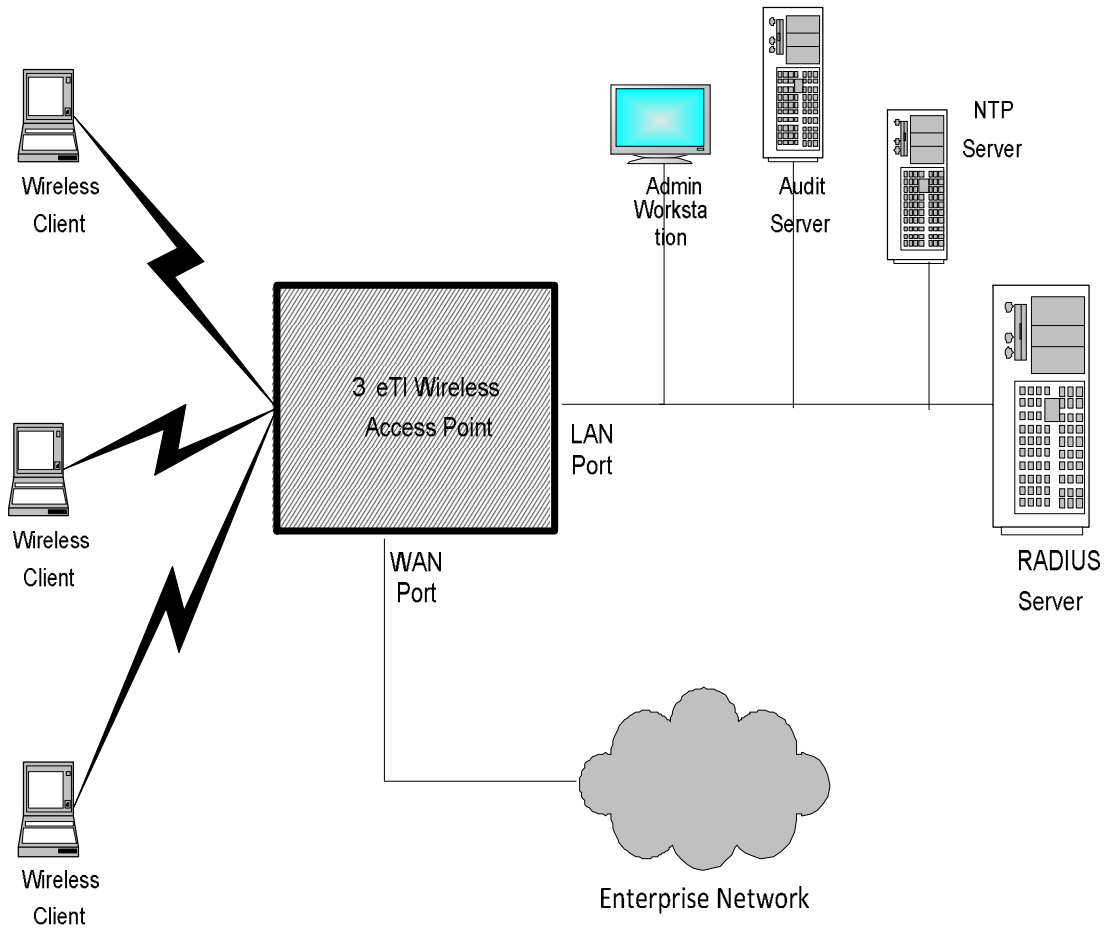 Wireless
Client
Admin
Worksta
tion
Audit
Server
NTP
Server
3 eTI Wireless
Access Point
LAN
Port
Wireless
Client
WAN
Port
RADIUS
Server
Wireless
Client
Enterprise Network